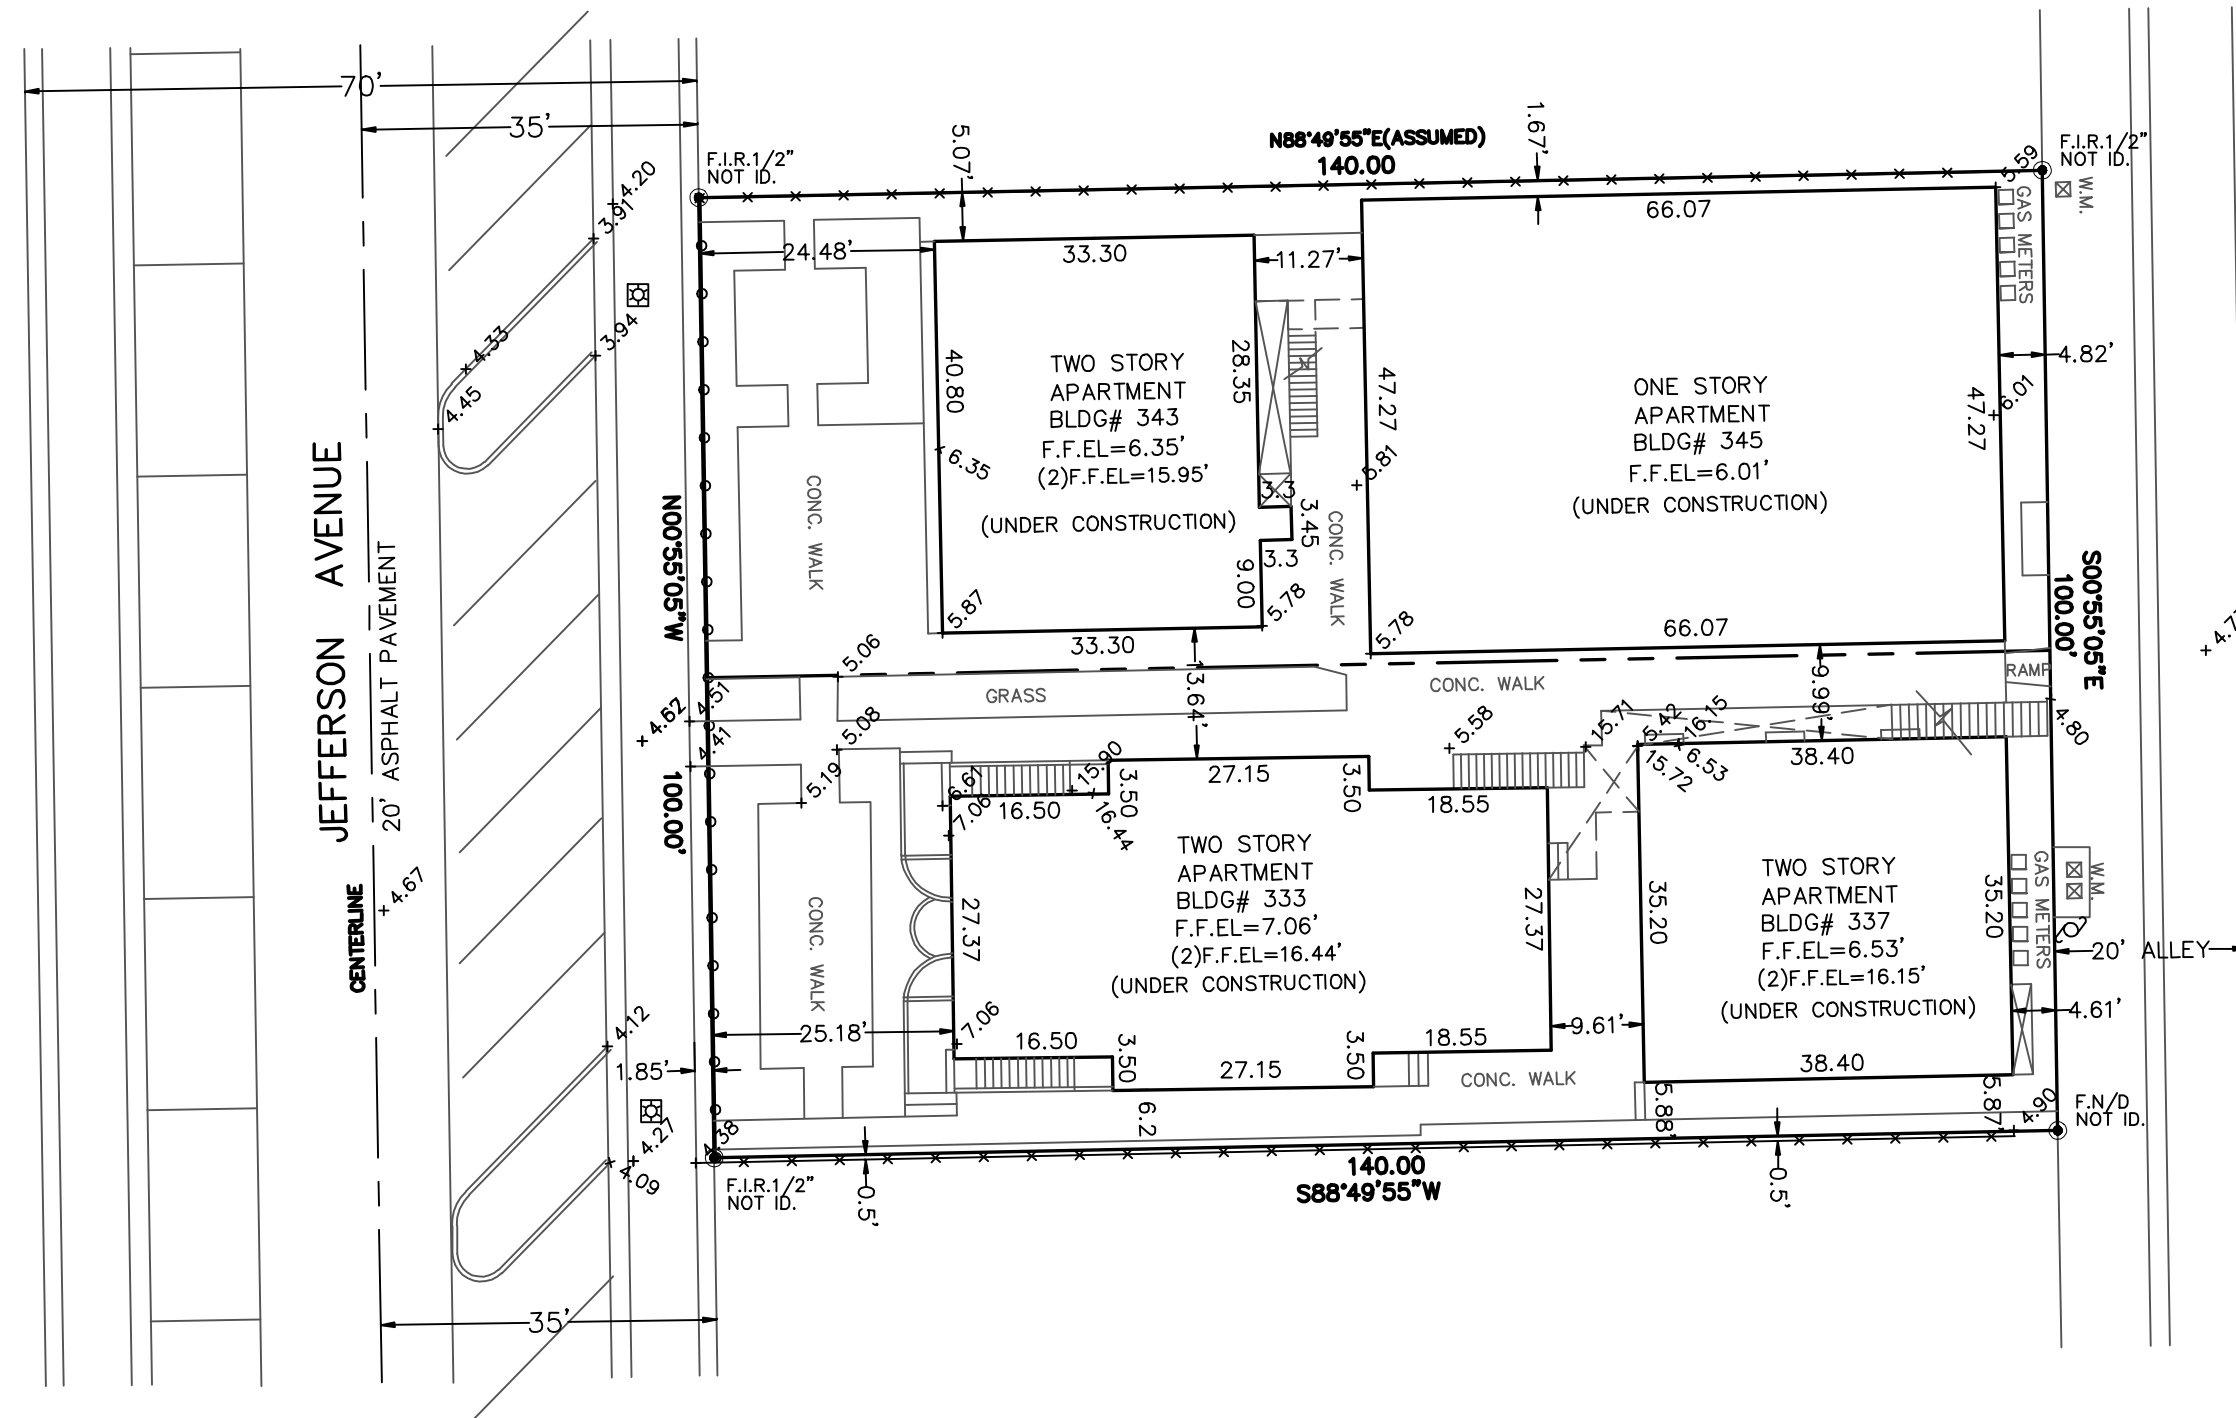 70'
35'
F.I.R.1/2"
NOT ID.
5.07'
N88°49'55"E(ASSUMED)
140.00
1.67'
5.59
F.I.R.1/2"
NOT ID.
W.M.
GAS METERS
4.20
3.91
3.94
4.33
4.45
24.48'
33.30
11.27'
66.07
4.82'
6.01
40.80
28.35
47.27
47.27
TWO STORY
APARTMENT
BLDG# 343
F.F.EL=6.35'
(2)F.F.EL=15.95'
(UNDER CONSTRUCTION)
6.35
3.3
3.45
3.3
9.00
5.87
5.78
33.30
ONE STORY
APARTMENT
BLDG# 345
F.F.EL=6.01'
(UNDER CONSTRUCTION)
5.81
5.78
66.07
CONC. WALK
CONC. WALK
JEFFERSON AVENUE
20' ASPHALT PAVEMENT
CENTERLINE
4.67
N00°55'05"W
100.00'
S00°55'05"E
100.00'
4.62
4.51
4.41
5.06
5.08
5.19
GRASS
13.64'
CONC. WALK
9.99'
RAMP
4.80
5.58
15.71
5.42
16.15
15.72
6.53
38.40
6.61
7.06
15.90
16.44
16.50
3.50
27.15
3.50
18.55
27.37
27.37
TWO STORY
APARTMENT
BLDG# 333
F.F.EL=7.06'
(2)F.F.EL=16.44'
(UNDER CONSTRUCTION)
35.20
35.20
TWO STORY
APARTMENT
BLDG# 337
F.F.EL=6.53'
(2)F.F.EL=16.15'
(UNDER CONSTRUCTION)
GAS METERS
W.M.
20' ALLEY
4.61'
CONC. WALK
25.18'
7.06
16.50
3.50
27.15
3.50
18.55
9.61'
38.40
CONC. WALK
1.85'
4.12
4.27
4.09
4.38
6.2
5.88'
5.87'
4.90
F.N/D
NOT ID.
F.I.R.1/2"
NOT ID.
0.5'
140.00
S88°49'55"W
0.5'
35'